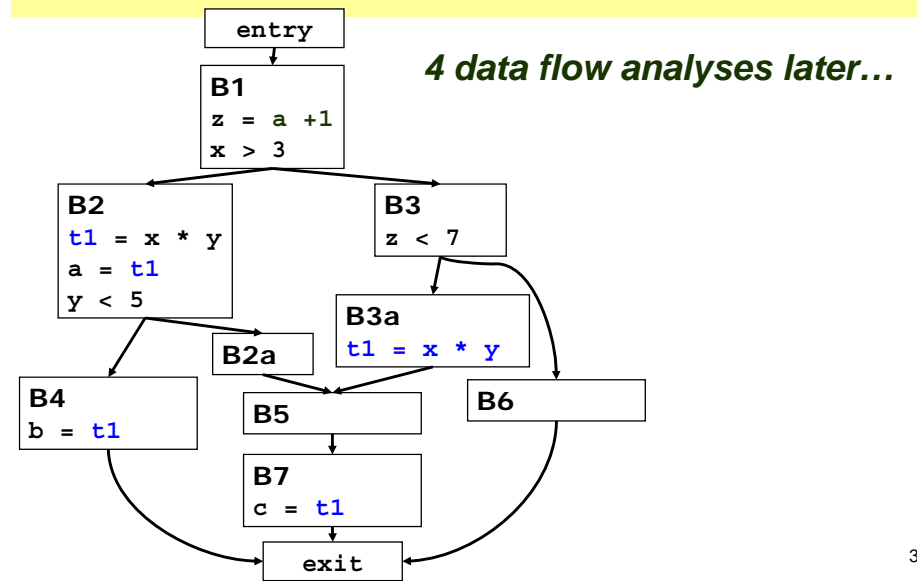 entry
4 data flow analyses later…
B1
z = a +1
x > 3
B2
t1 = x * y
a = t1
y < 5
B3
z < 7
B3a
t1 = x * y
B2a
B4
b = t1
B5
B6
B7
c = t1
exit
3